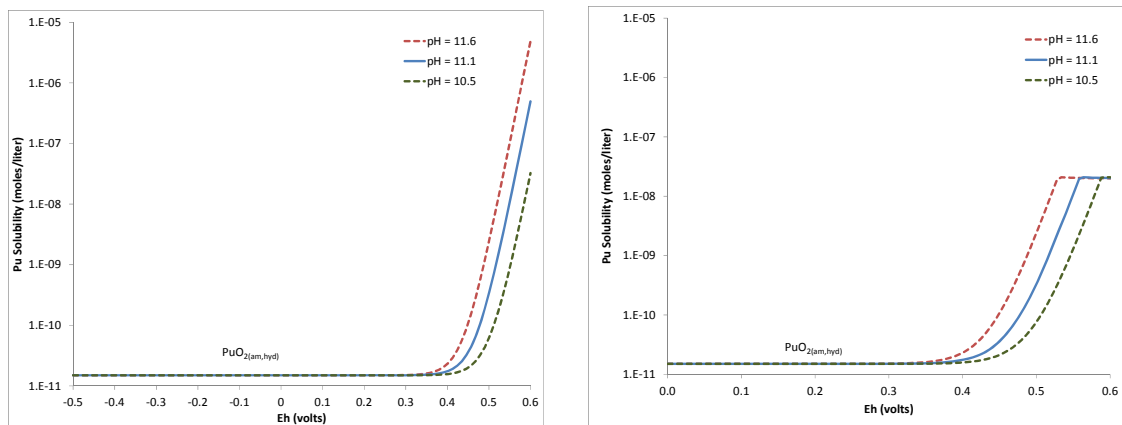 1.E-05
1.E-06
1.E-07
1.E-08
1.E-09
1.E-10
1.E-11
Pu Solubility (moles/liter)
pH = 11.6
pH = 11.1
pH = 10.5
PuO2(am,hyd)
-0.5 -0.4 -0.3 -0.2 -0.1 0 0.1 0.2 0.3 0.4 0.5 0.6
Eh (volts)
1.E-05
1.E-06
1.E-07
1.E-08
1.E-09
1.E-10
1.E-11
Pu Solubility (moles/liter)
pH = 11.6
pH = 11.1
pH = 10.5
PuO2(am,hyd)
0.0 0.1 0.2 0.3 0.4 0.5 0.6
Eh (volts)